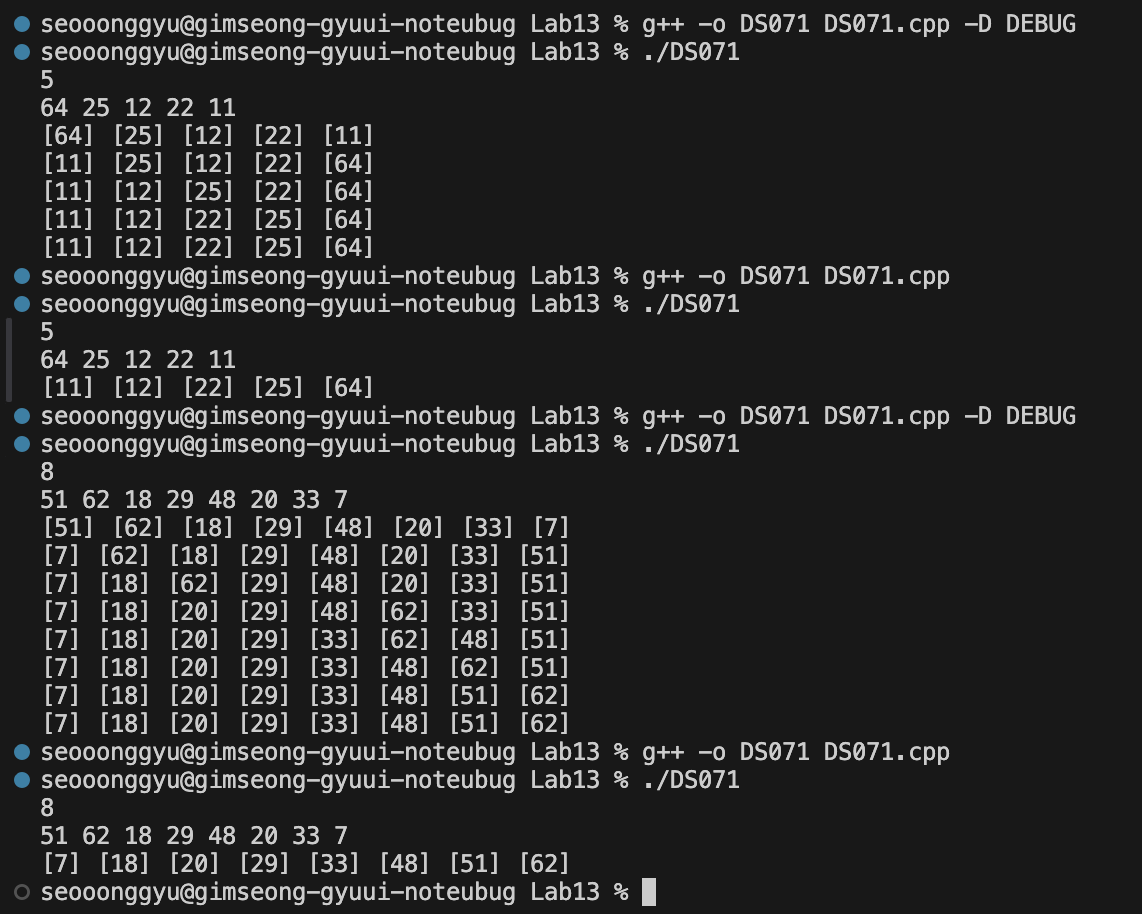 seooonggyu@gimseong-gyuui-noteubug Lab13 % g++ -o DS071 DS071.cpp -D DEBUG
seooonggyu@gimseong-gyuui-noteubug Lab13 % ./DS071
5
64 25 12 22 11
[64] [25] [12] [22] [11]
[11] [25] [12] [22] [64]
[11] [12] [25] [22] [64]
[11] [12] [22] [25] [64]
[11] [12] [22] [25] [64]
seooonggyu@gimseong-gyuui-noteubug Lab13 % g++ -o DS071 DS071.cpp
seooonggyu@gimseong-gyuui-noteubug Lab13 % ./DS071
5
64 25 12 22 11
[11] [12] [22] [25] [64]
seooonggyu@gimseong-gyuui-noteubug Lab13 % g++ -o DS071 DS071.cpp -D DEBUG
seooonggyu@gimseong-gyuui-noteubug Lab13 % ./DS071
8
51 62 18 29 48 20 33 7
[51] [62] [18] [29] [48] [20] [33] [7]
[7] [62] [18] [29] [48] [20] [33] [51]
[7] [18] [62] [29] [48] [20] [33] [51]
[7] [18] [20] [29] [48] [62] [33] [51]
[7] [18] [20] [29] [33] [62] [48] [51]
[7] [18] [20] [29] [33] [48] [62] [51]
[7] [18] [20] [29] [33] [48] [51] [62]
[7] [18] [20] [29] [33] [48] [51] [62]
seooonggyu@gimseong-gyuui-noteubug Lab13 % g++ -o DS071 DS071.cpp
seooonggyu@gimseong-gyuui-noteubug Lab13 % ./DS071
8
51 62 18 29 48 20 33 7
[7] [18] [20] [29] [33] [48] [51] [62]
seooonggyu@gimseong-gyuui-noteubug Lab13 %